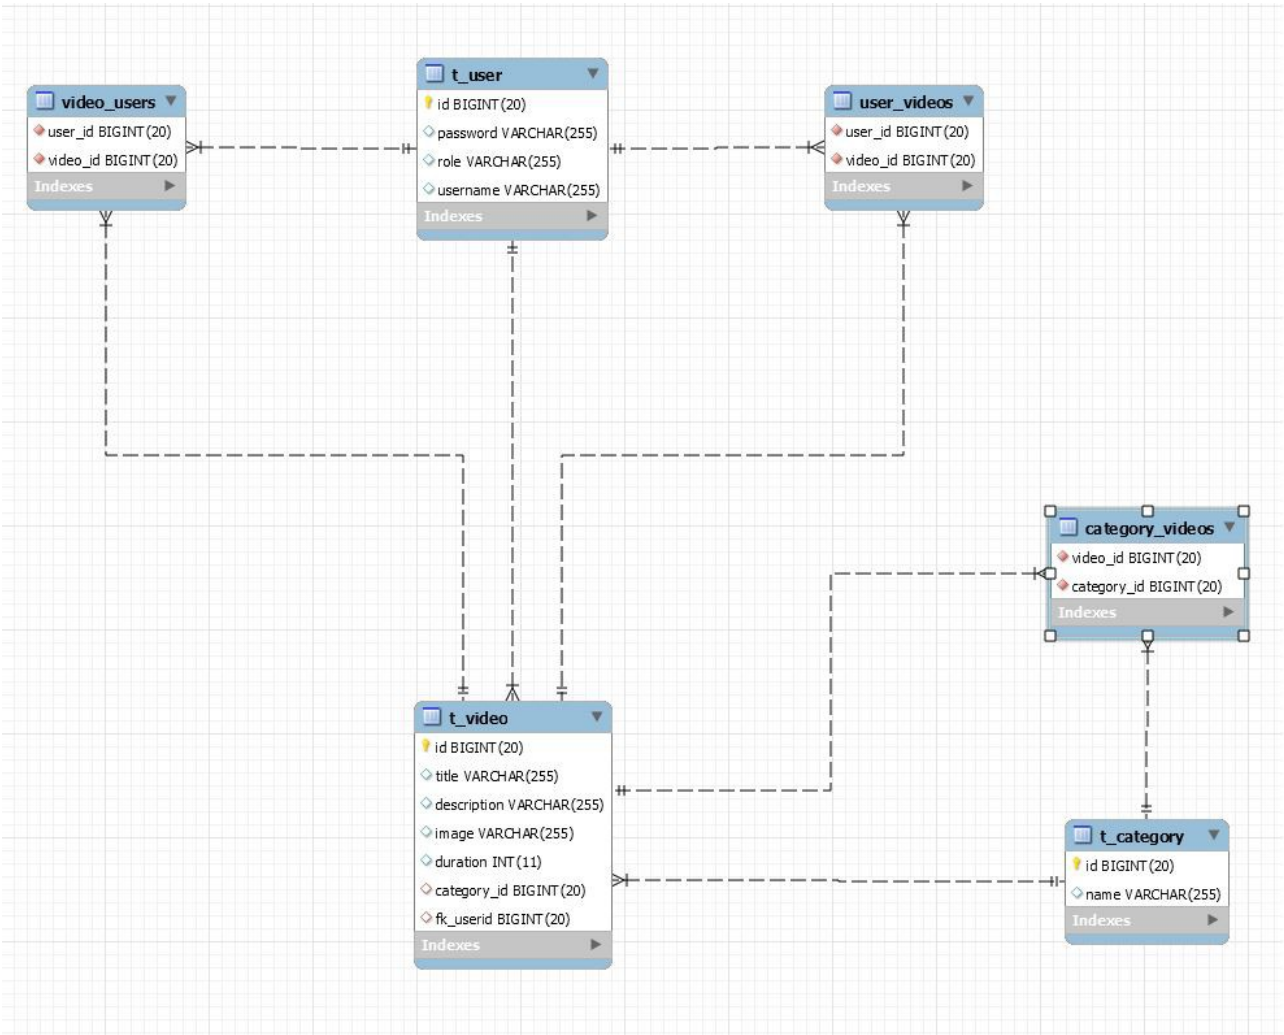 video_users
user_id BIGINT(20)
video_id BIGINT(20)
Indexes
t_user
id BIGINT(20)
password VARCHAR(255)
role VARCHAR(255)
username VARCHAR(255)
Indexes
user_videos
user_id BIGINT(20)
video_id BIGINT(20)
Indexes
category_videos
video_id BIGINT(20)
category_id BIGINT(20)
Indexes
t_video
id BIGINT(20)
title VARCHAR(255)
description VARCHAR(255)
image VARCHAR(255)
duration INT(11)
category_id BIGINT(20)
fk_userid BIGINT(20)
Indexes
t_category
id BIGINT(20)
name VARCHAR(255)
Indexes